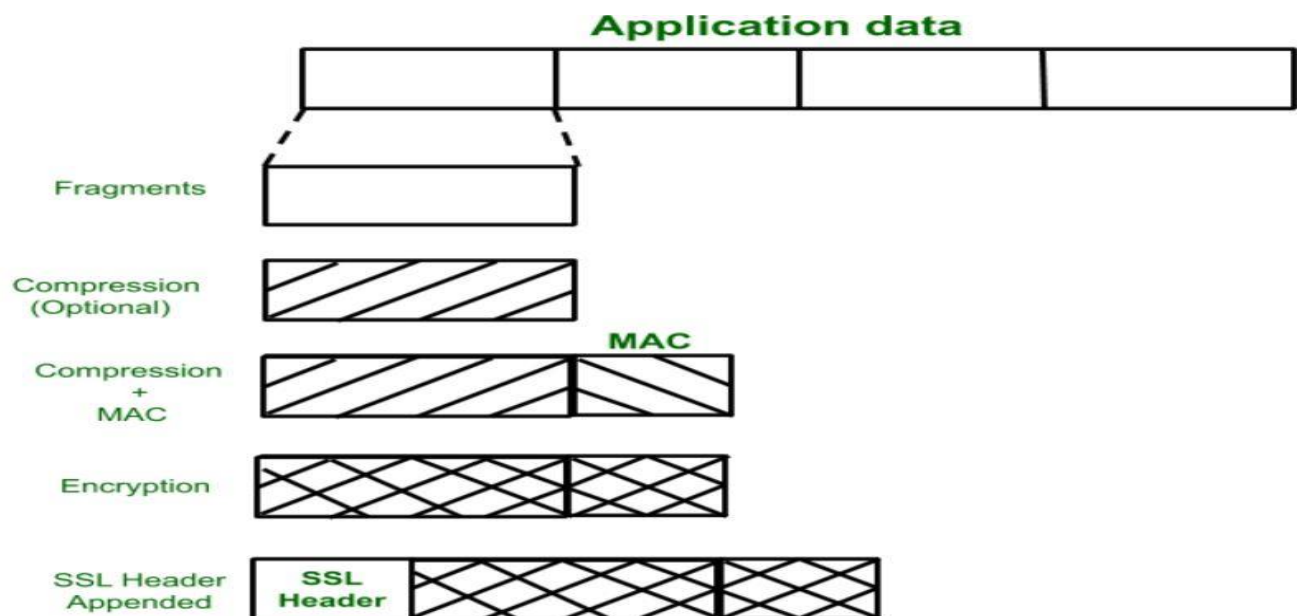 Application data
Fragments
Compression
(Optional)
MAC
Compression
+
MAC
Encryption
SSL Header
Appended
SSL
Header